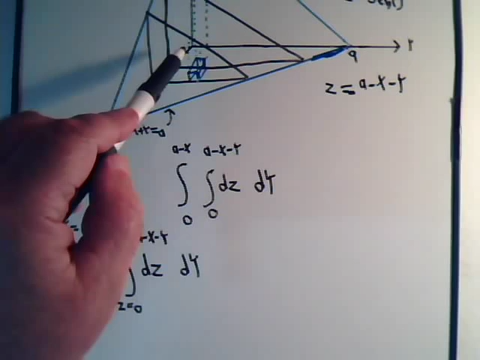 Y
a
z = a-x-Y
+x=a
a-x a-x-Y
∫ ∫ dz dY
0 0
-x-Y
∫ dz dY
z=0